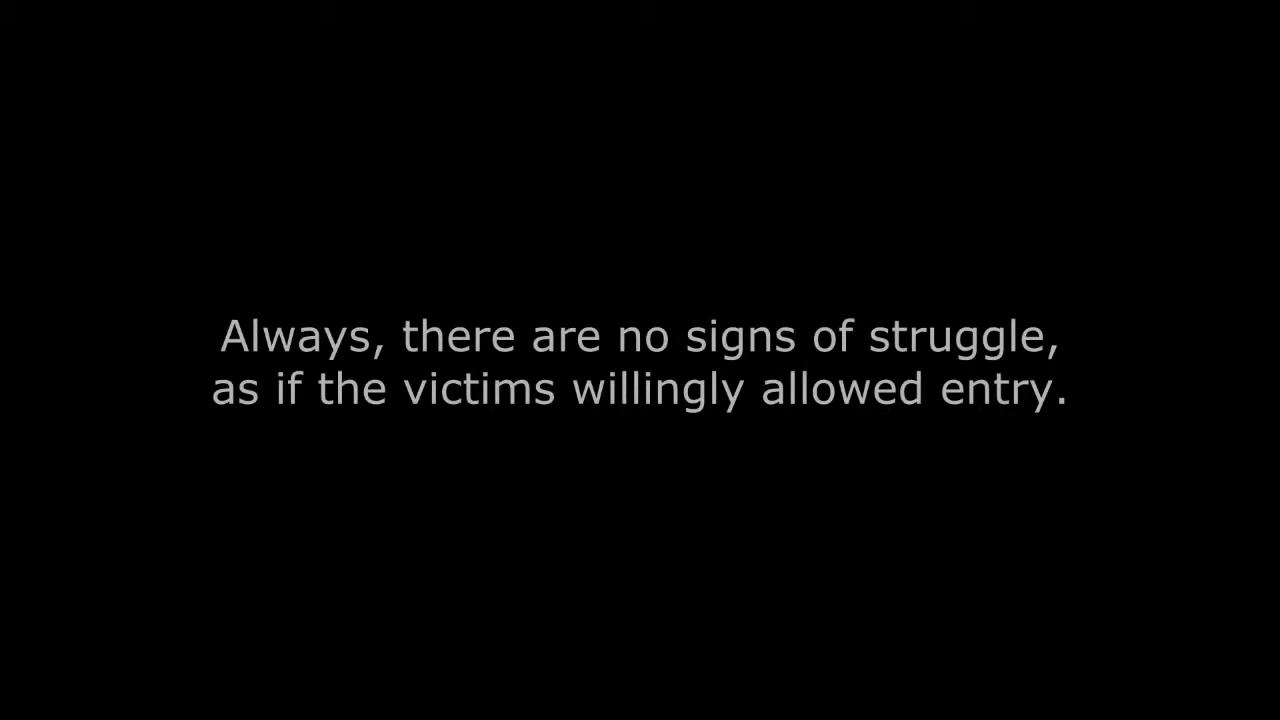 Always, there are no signs of struggle,
as if the victims willingly allowed entry.